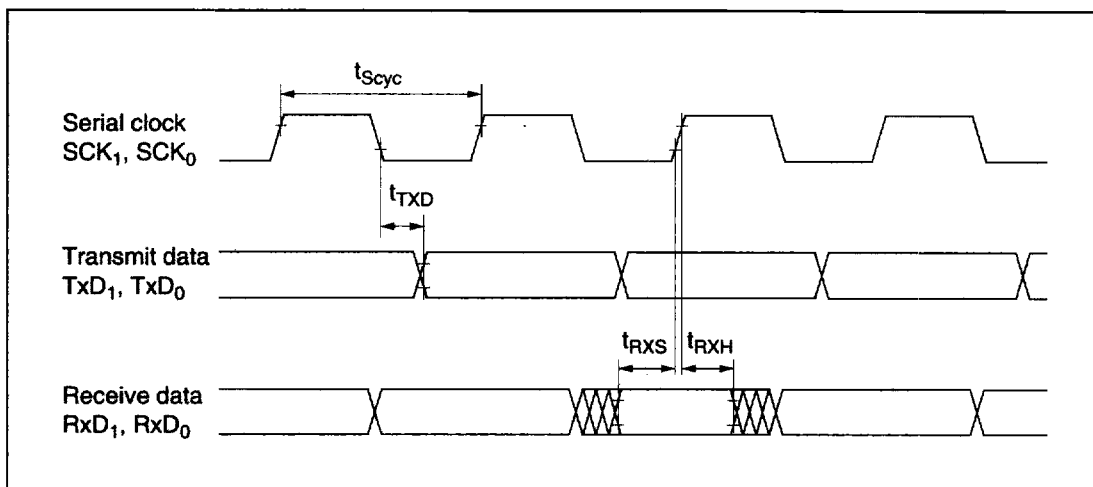 tScyc
Serial clock
SCK1, SCK0
tTXD
Transmit data
TxD1, TxD0
tRXS
tRXH
Receive data
RxD1, RxD0